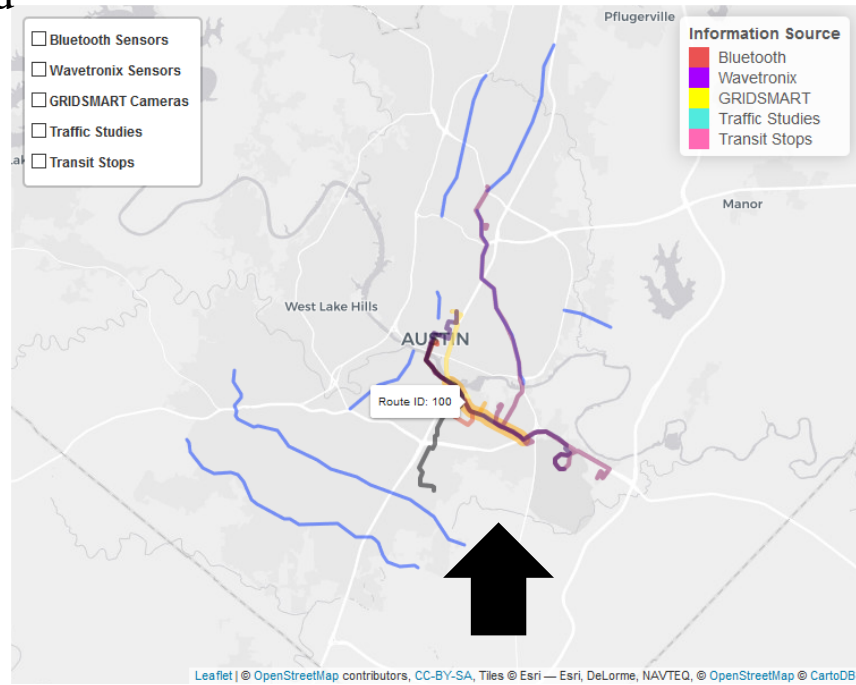 Pflugerville
Bluetooth Sensors
Wavetronix Sensors
GRIDSMART Cameras
Traffic Studies
Transit Stops
Information Source
Bluetooth
Wavetronix
GRIDSMART
Traffic Studies
Transit Stops
Manor
West Lake Hills
AUSTIN
Route ID: 100
Leaflet | © OpenStreetMap contributors, CC-BY-SA, Tiles © Esri — Esri, DeLorme, NAVTEQ, © OpenStreetMap © CartoDB